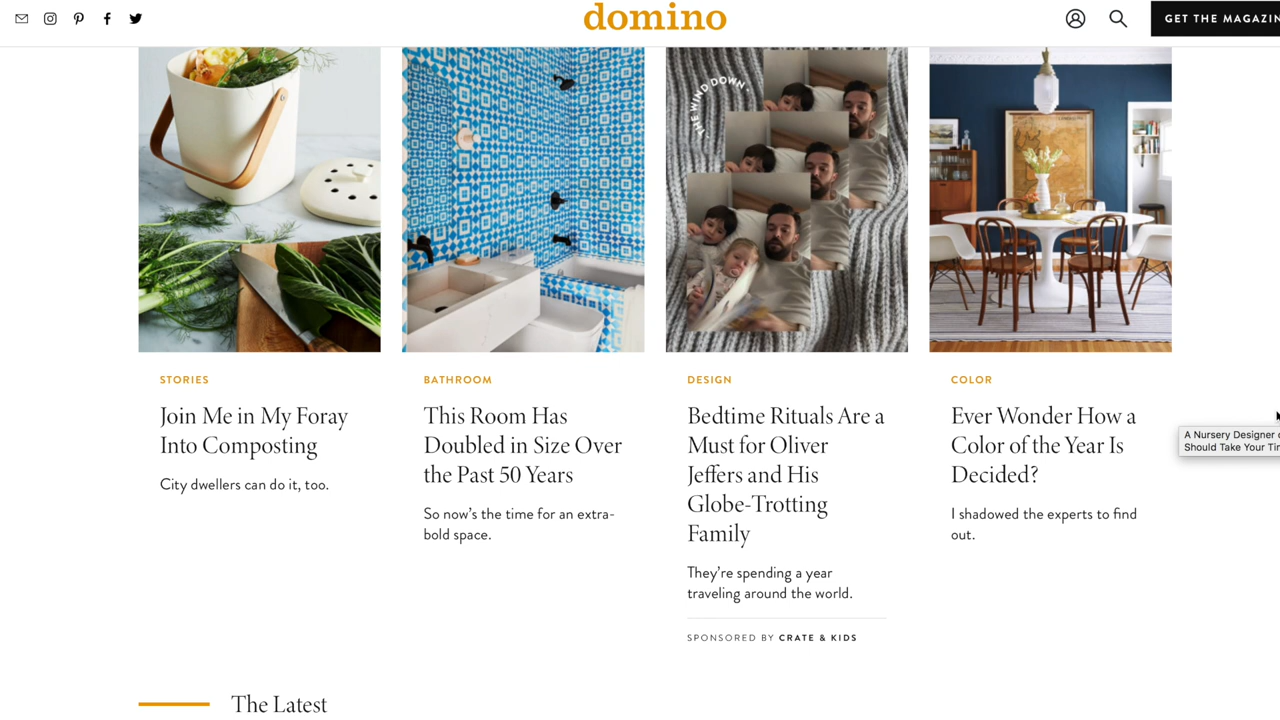 domino
GET THE MAGAZIN
THE WIND DOWN
STORIES
Join Me in My Foray
Into Composting
City dwellers can do it, too.
BATHROOM
This Room Has
Doubled in Size Over
the Past 50 Years
So now’s the time for an extra-
bold space.
DESIGN
Bedtime Rituals Are a
Must for Oliver
Jeffers and His
Globe-Trotting
Family
They’re spending a year
traveling around the world.
SPONSORED BY CRATE & KIDS
COLOR
Ever Wonder How a
Color of the Year Is
Decided?
I shadowed the experts to find
out.
A Nursery Designer
Should Take Your
The Latest